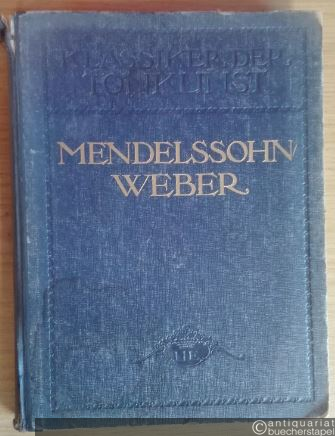 KLASSIKER DER
TONKUNST
MENDELSSOHN/
WEBER
antiquariat
buecherstapel